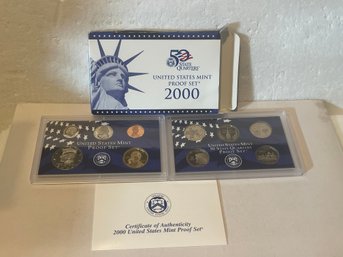 50
STATE
QUARTERS
UNITED STATES MINT
PROOF SET
2000
UNITED STATES MINT
PROOF SET
UNITED STATES MINT
50 STATE QUARTERS
PROOF SET
Certificate of Authenticity
2000 United States Mint Proof Set